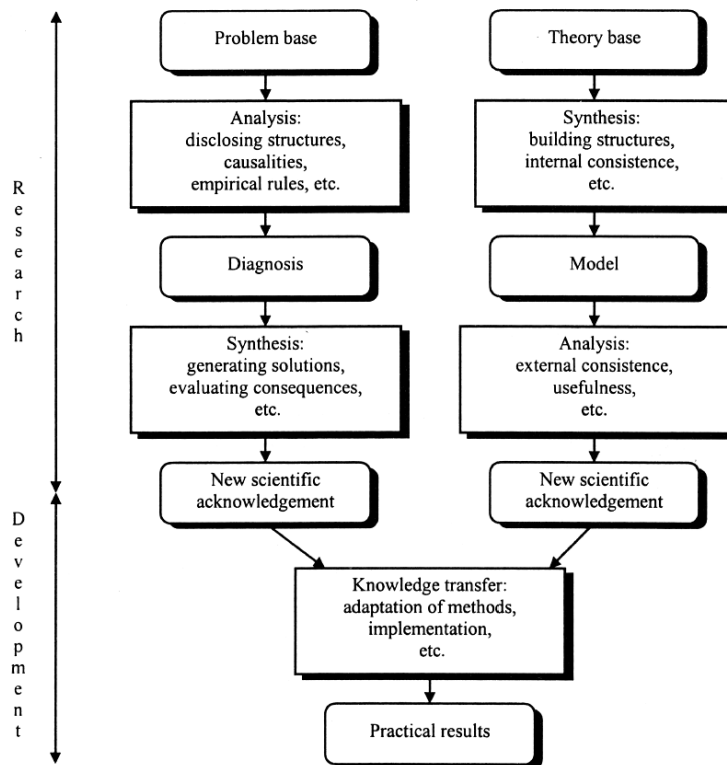 Problem base
Theory base
Analysis:
disclosing structures,
causalities,
empirical rules, etc.
Synthesis:
building structures,
internal consistence,
etc.
Research
Diagnosis
Model
Synthesis:
generating solutions,
evaluating consequences,
etc.
Analysis:
external consistence,
usefulness,
etc.
New scientific
acknowledgement
New scientific
acknowledgement
Development
Knowledge transfer:
adaptation of methods,
implementation,
etc.
Practical results